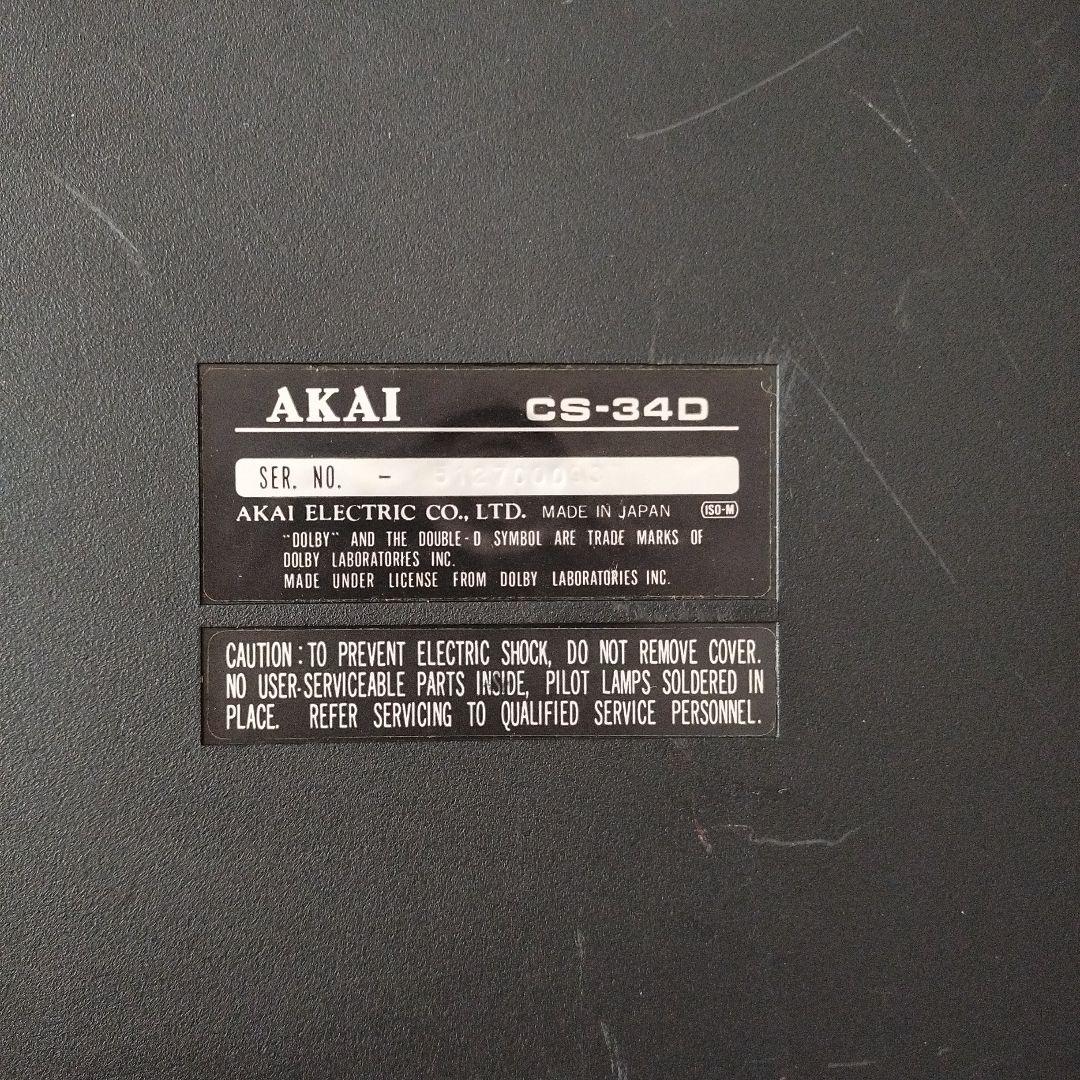 AKAI CS-34D
SER. NO. -
AKAI ELECTRIC CO., LTD. MADE IN JAPAN ISO-M
"DOLBY" AND THE DOUBLE-D SYMBOL ARE TRADE MARKS OF
DOLBY LABORATORIES INC.
MADE UNDER LICENSE FROM DOLBY LABORATORIES INC.
CAUTION : TO PREVENT ELECTRIC SHOCK, DO NOT REMOVE COVER.
NO USER-SERVICEABLE PARTS INSIDE, PILOT LAMPS SOLDERED IN
PLACE. REFER SERVICING TO QUALIFIED SERVICE PERSONNEL.